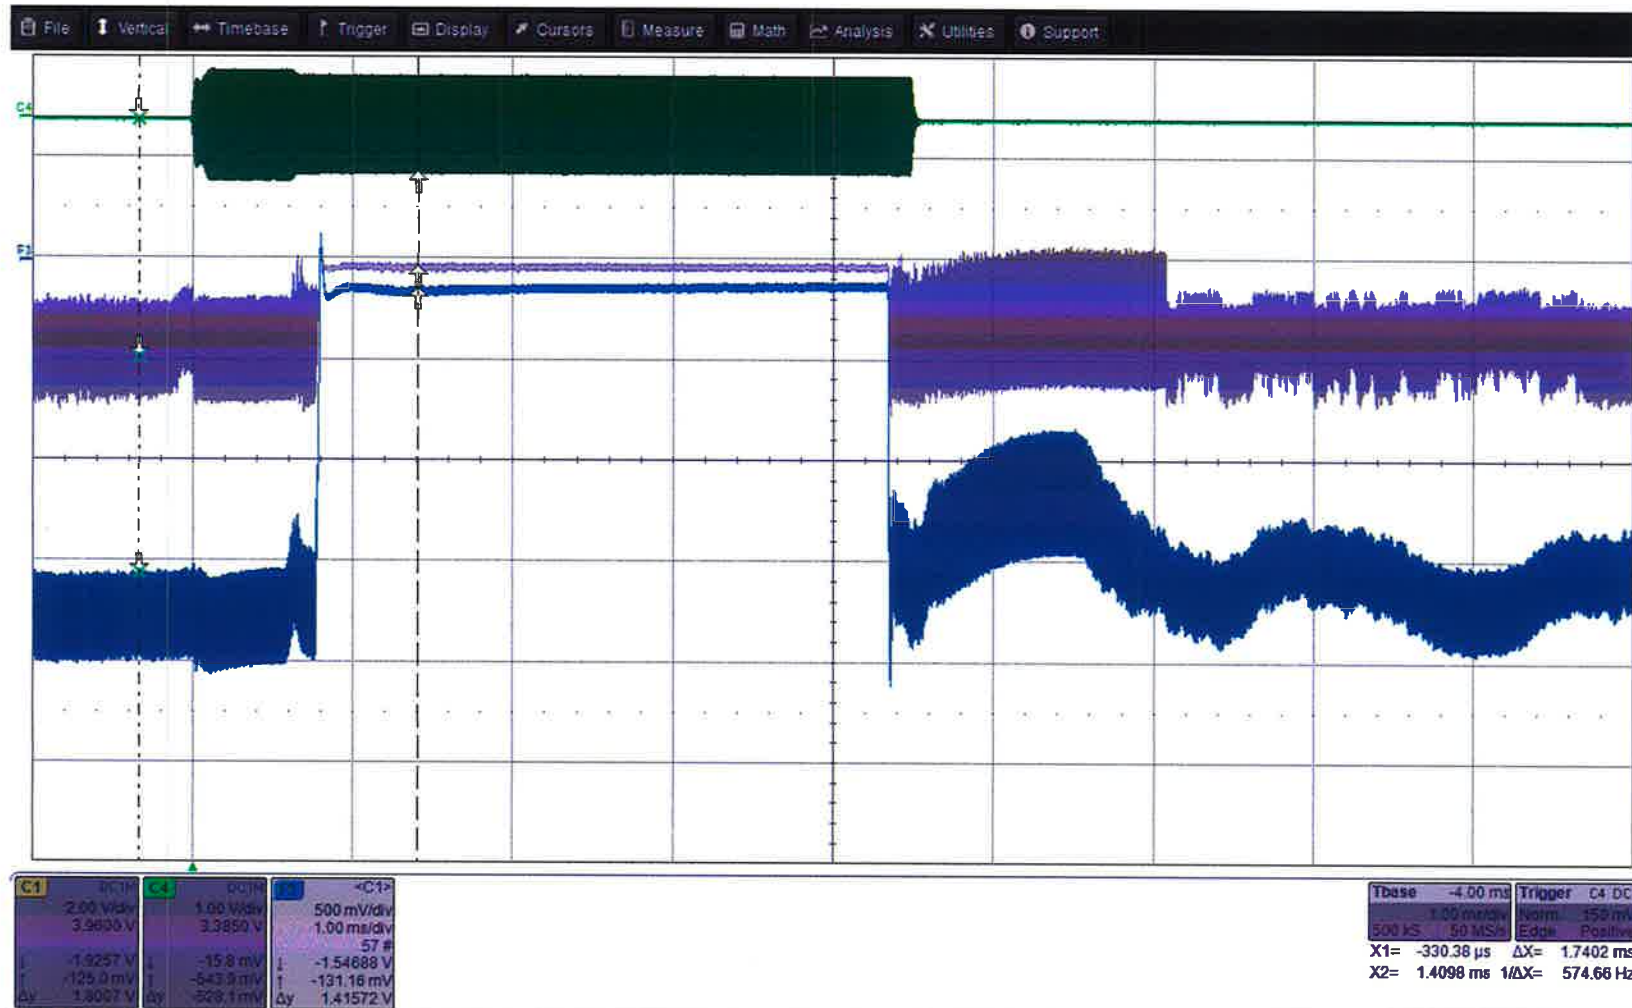 File Vertical Timebase Trigger Display Cursors Measure Math Analysis Utilities Support
C4
C1 DC1M C4 DC1M <C1>
2.00 V/div 1.00 V/div 500 mV/div
3.9600 V 3.3850 V 1.00 ms/div
57 #
↓ -1.9257 V ↓ -15.8 mV ↓ -1.54688 V
↑ -125.0 mV ↑ -543.9 mV ↑ -131.16 mV
Δy 1.8007 V Δy -528.1 mV Δy 1.41572 V
Tbase -4.00 ms Trigger C4 DC
1.00 ms/div Norm. 150 mV
500 kS 50 MS/s Edge Positive
X1= -330.38 µs ΔX= 1.7402 ms
X2= 1.4098 ms 1/ΔX= 574.66 Hz